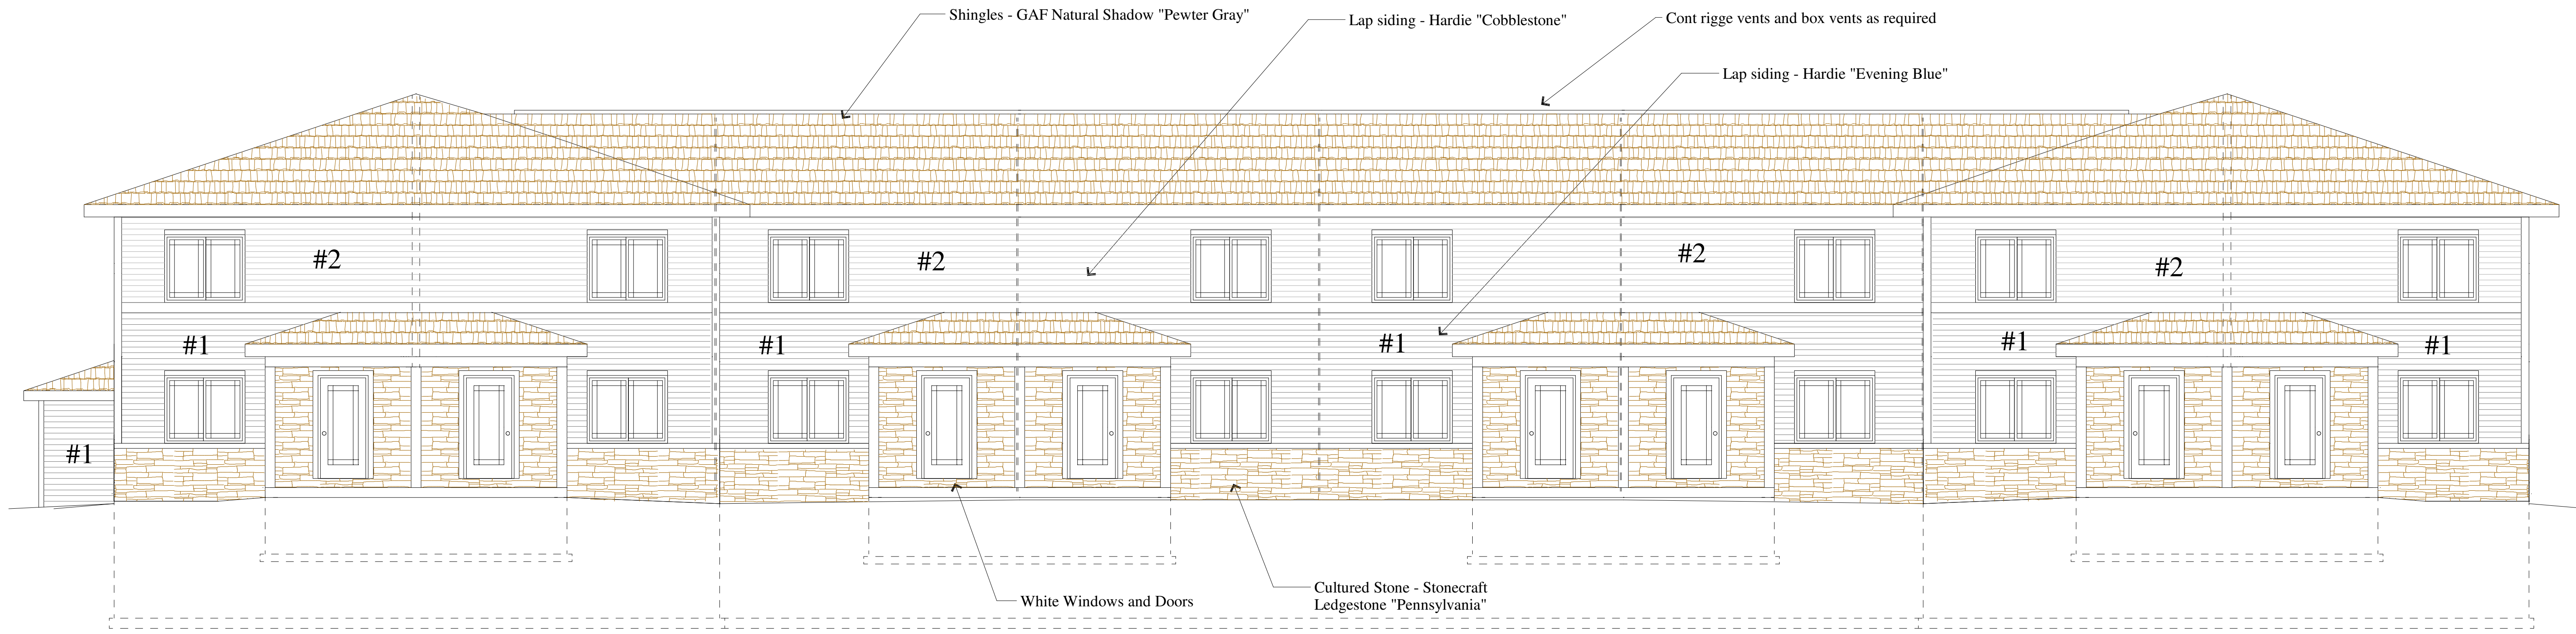 Shingles - GAF Natural Shadow "Pewter Gray"
Lap siding - Hardie "Cobblestone"
Cont rigge vents and box vents as required
Lap siding - Hardie "Evening Blue"
#2
#2
#2
#2
#1
#1
#1
#1
#1
#1
White Windows and Doors
Cultured Stone - Stonecraft
Ledgestone "Pennsylvania"